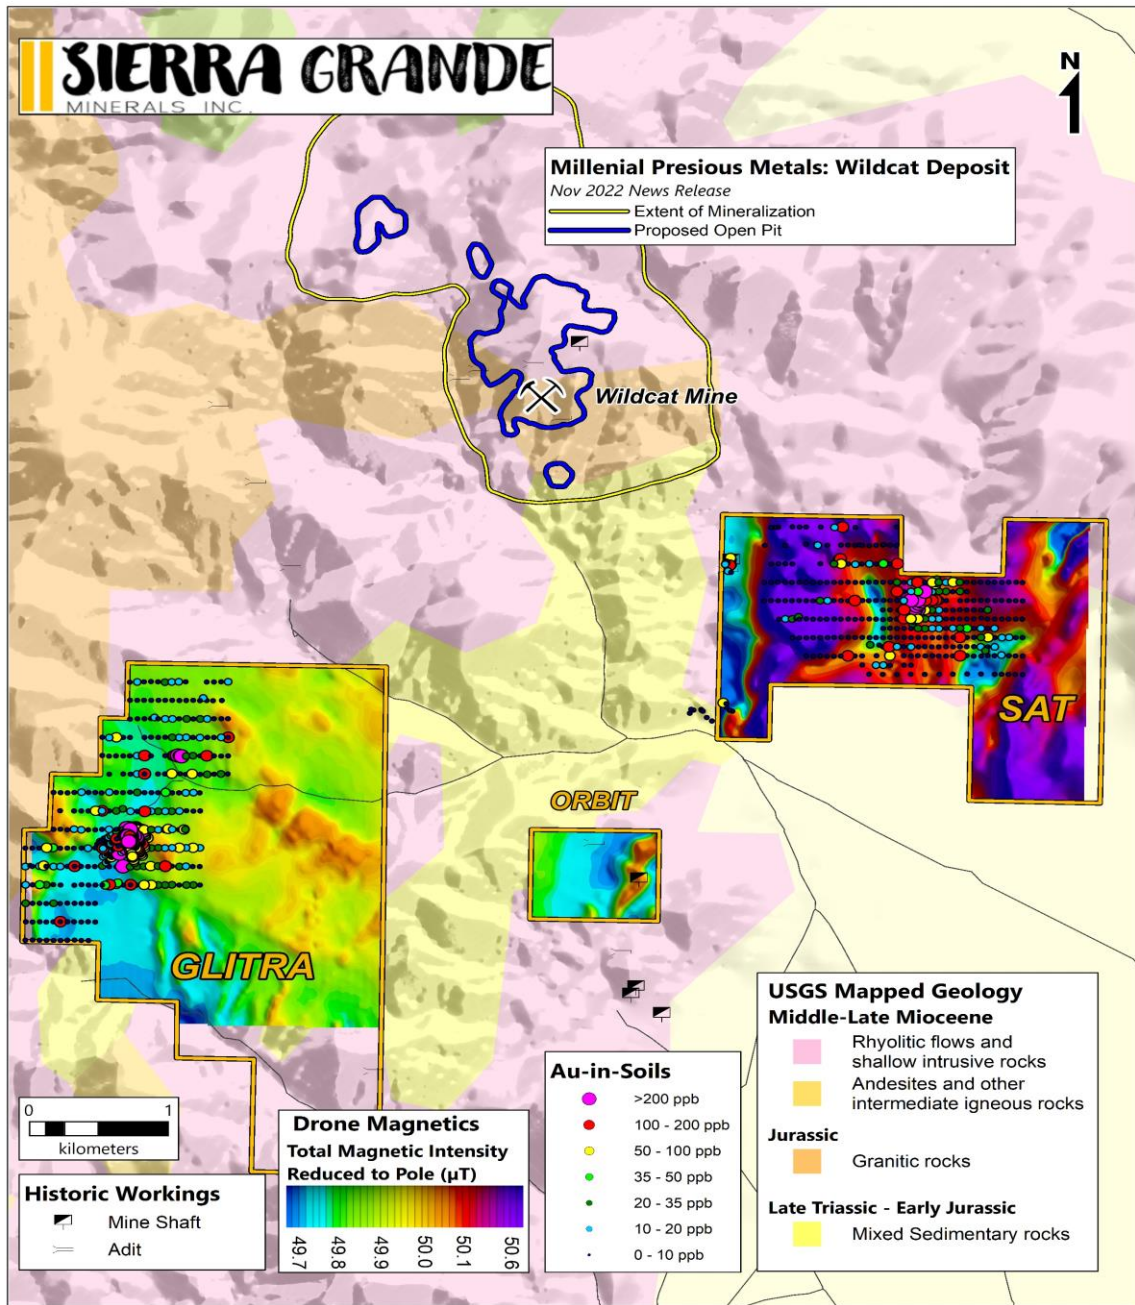 SIERRA GRANDE
MINERALS INC.
N
Millenial Presious Metals: Wildcat Deposit
Nov 2022 News Release
Extent of Mineralization
Proposed Open Pit
Wildcat Mine
SAT
ORBIT
GLITRA
USGS Mapped Geology
Middle-Late Mioceene
Rhyolitic flows and
shallow intrusive rocks
Andesites and other
intermediate igneous rocks
Jurassic
Granitic rocks
Late Triassic - Early Jurassic
Mixed Sedimentary rocks
Au-in-Soils
>200 ppb
100 - 200 ppb
50 - 100 ppb
35 - 50 ppb
20 - 35 ppb
10 - 20 ppb
0 - 10 ppb
0 1
kilometers
Drone Magnetics
Total Magnetic Intensity
Reduced to Pole (µT)
49.7 49.8 49.9 50.0 50.1 50.6
Historic Workings
Mine Shaft
Adit